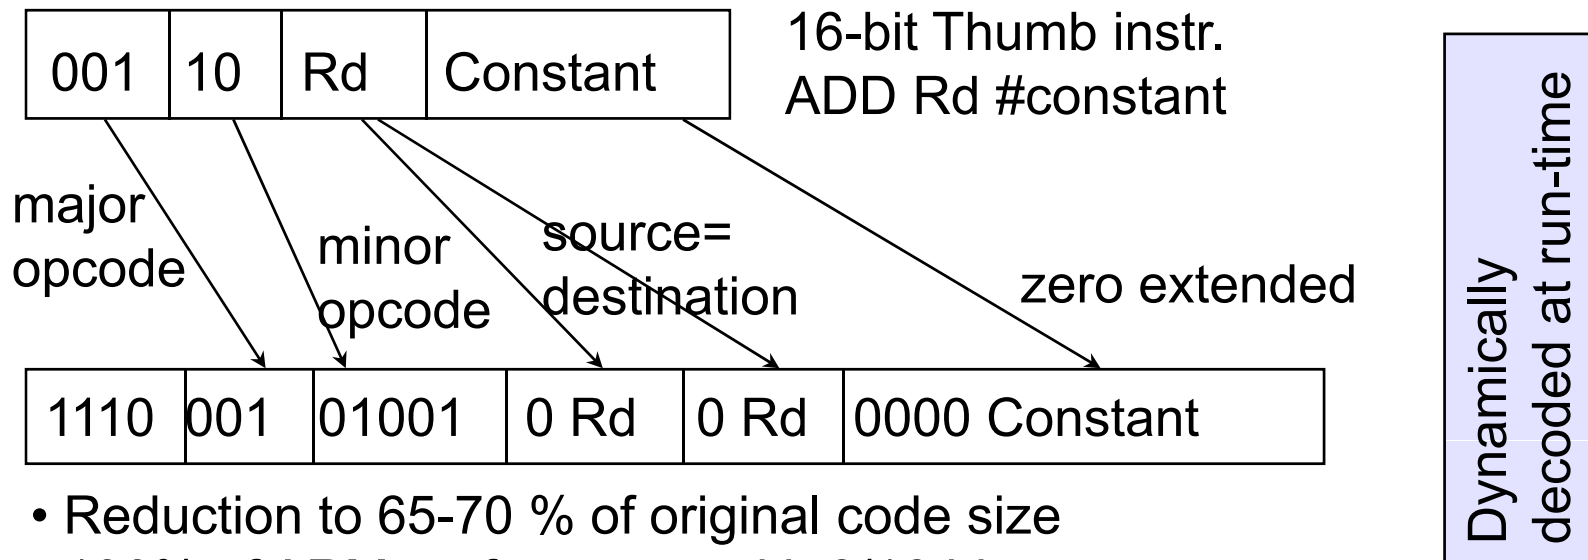 001 10 Rd Constant
16-bit Thumb instr.
ADD Rd #constant
major
opcode
minor
opcode
source=
destination
zero extended
1110 001 01001 0 Rd 0 Rd 0000 Constant
• Reduction to 65-70 % of original code size
Dynamically
decoded at run-time